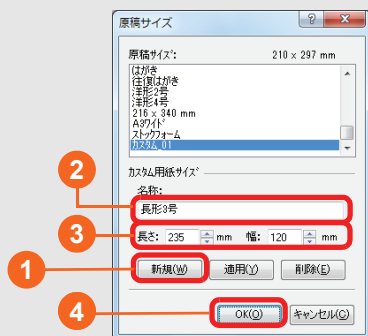 原稿サイズ
原稿サイズ: 210 x 297 mm
はがき
往復はがき
洋形2号
洋形4号
216 x 340 mm
A3ワイド
ストックフォーム
カスタム_01
カスタム用紙サイズ
2
名称:
長形3号
3
長さ: 235 mm 幅: 120 mm
1
新規(W) 適用(Y) 削除(E)
4
OK(O) キャンセル(C)